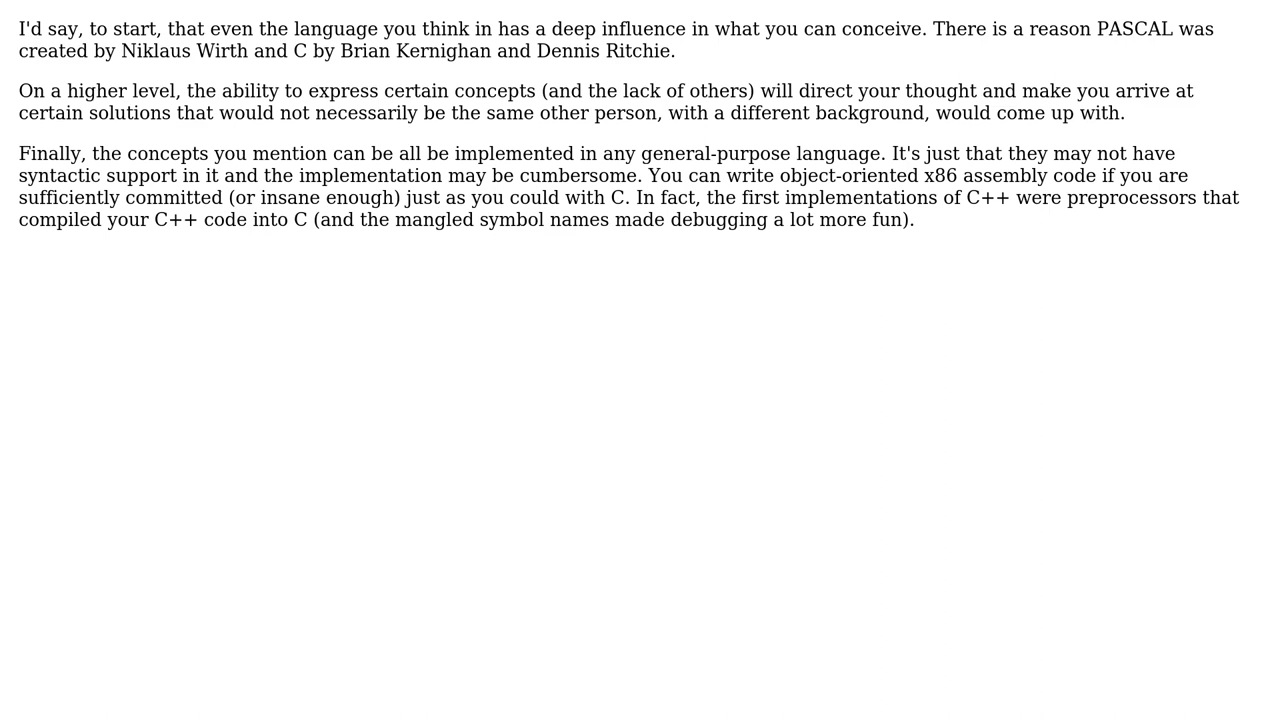 I'd say, to start, that even the language you think in has a deep influence in what you can conceive. There is a reason PASCAL was
created by Niklaus Wirth and C by Brian Kernighan and Dennis Ritchie.
On a higher level, the ability to express certain concepts (and the lack of others) will direct your thought and make you arrive at
certain solutions that would not necessarily be the same other person, with a different background, would come up with.
Finally, the concepts you mention can be all be implemented in any general-purpose language. It's just that they may not have
syntactic support in it and the implementation may be cumbersome. You can write object-oriented x86 assembly code if you are
sufficiently committed (or insane enough) just as you could with C. In fact, the first implementations of C++ were preprocessors that
compiled your C++ code into C (and the mangled symbol names made debugging a lot more fun).